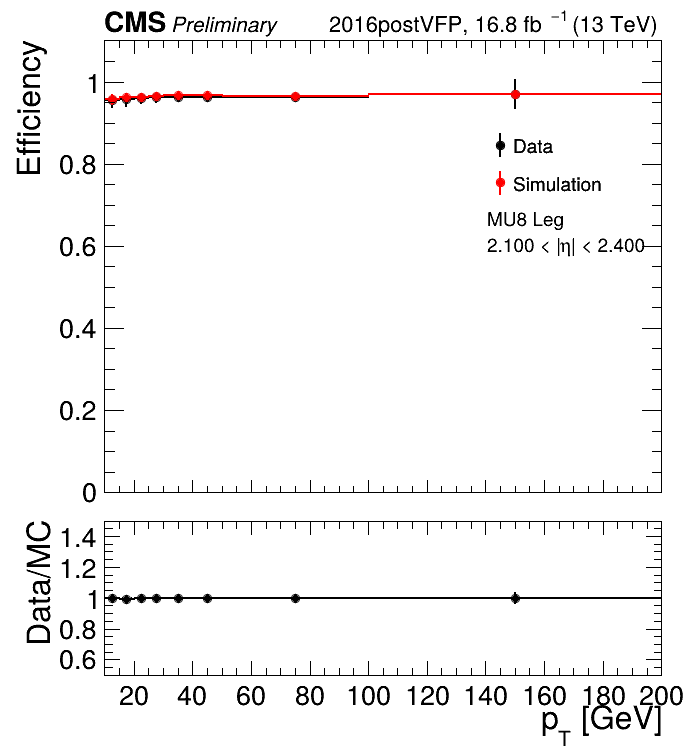 CMS Preliminary 2016postVFP, 16.8 fb⁻¹ (13 TeV)
Efficiency
1
0.8
0.6
0.4
0.2
0
Data
Simulation
MU8 Leg
2.100 < |η| < 2.400
Data/MC
1.4
1.2
1
0.8
0.6
20 40 60 80 100 120 140 160 180 200
p_T [GeV]